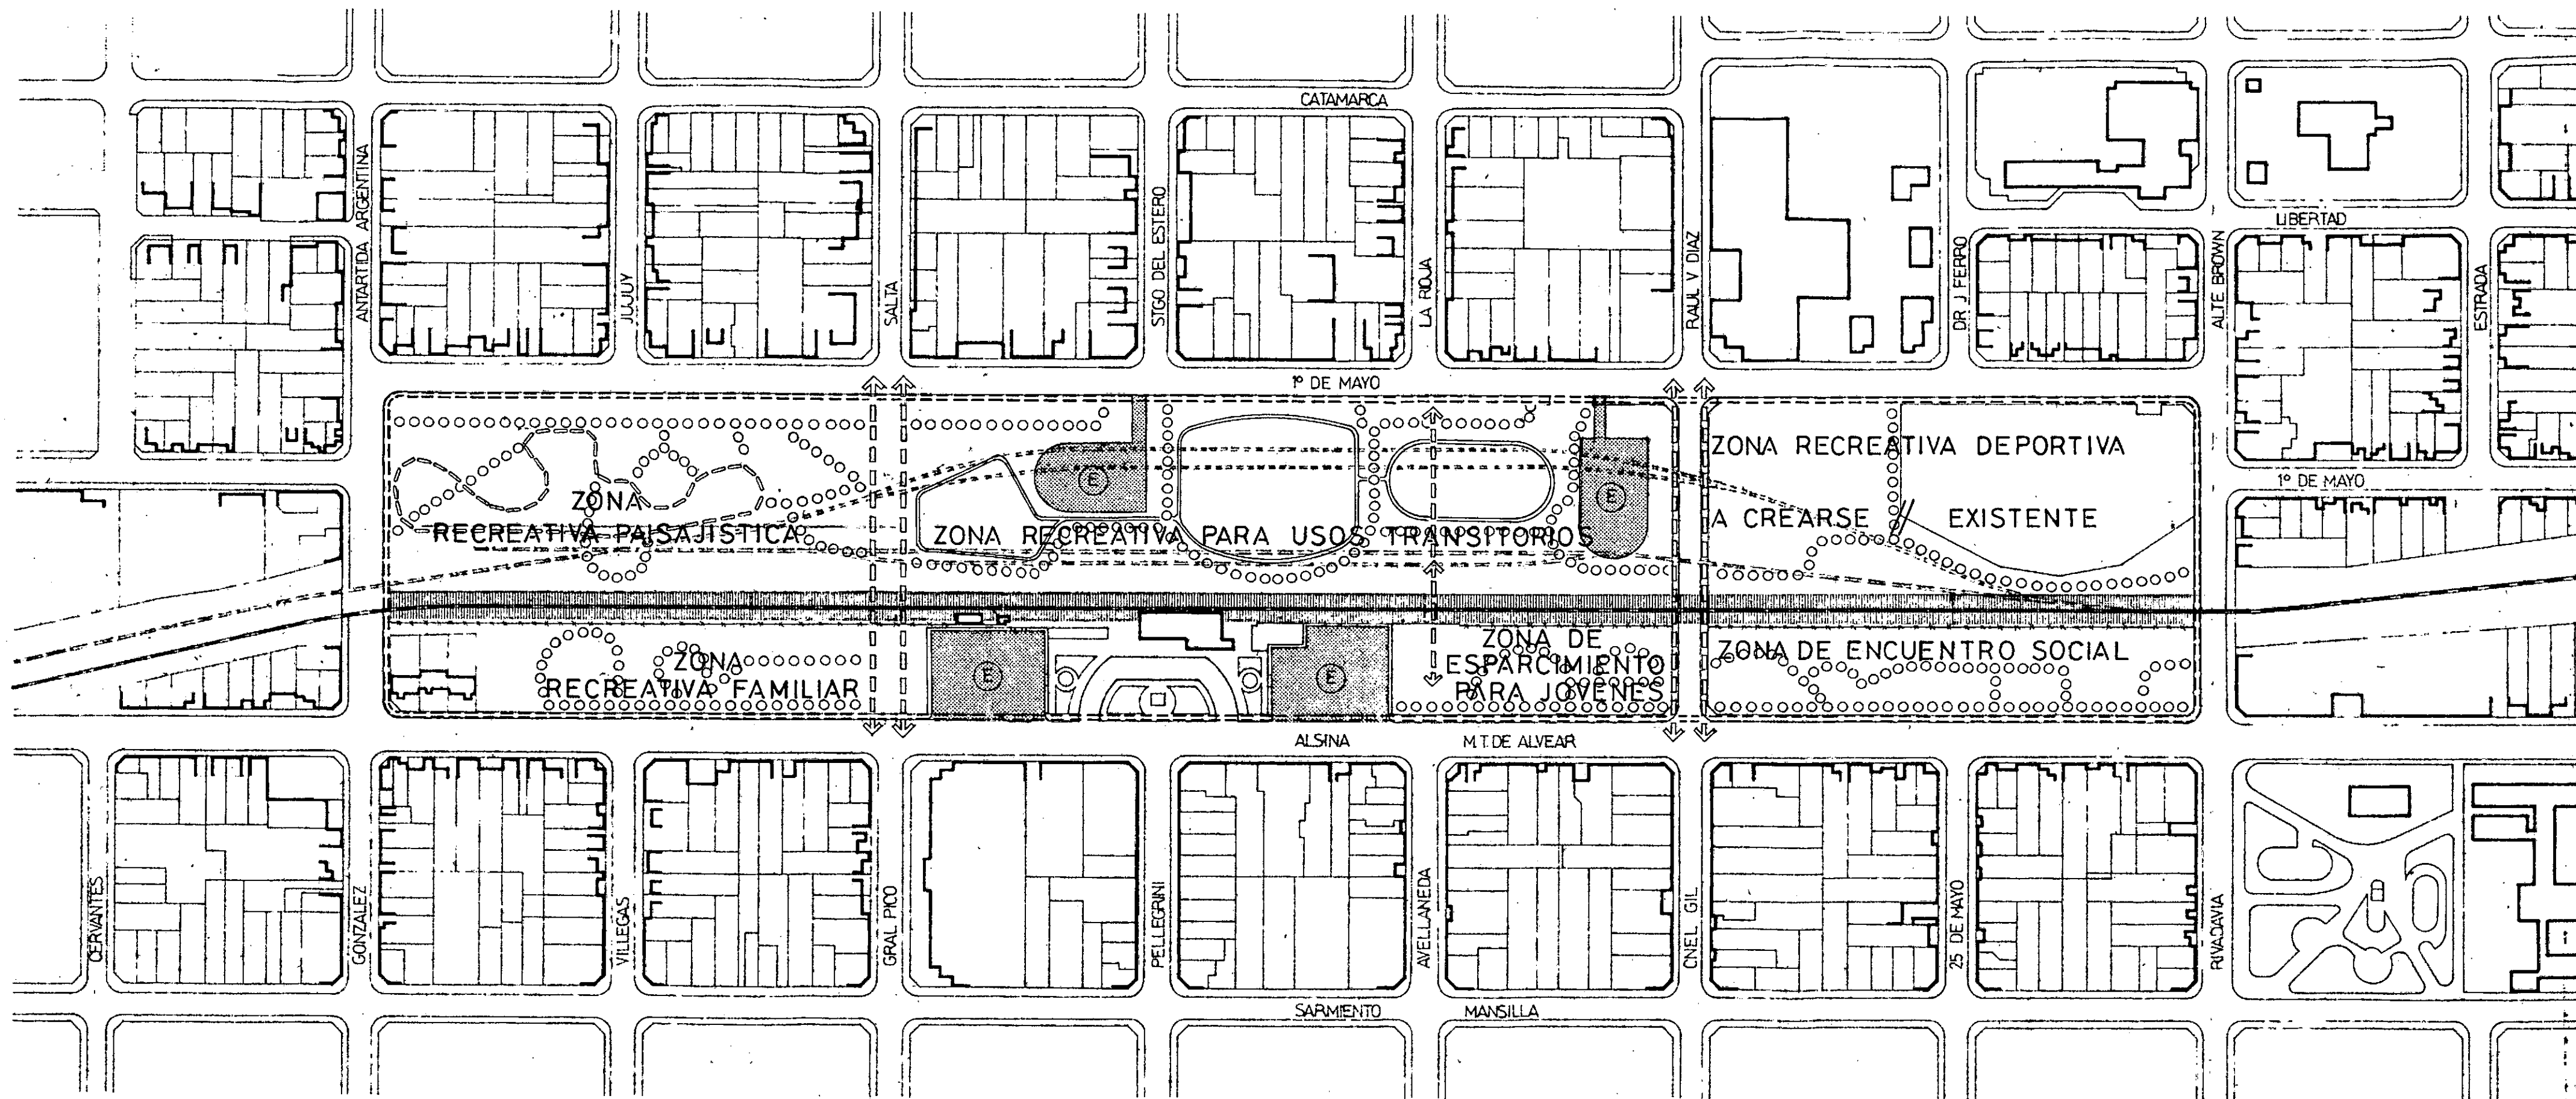 CATAMARCA
ANTARTIDA ARGENTINA
JUJUY
SALTA
STGO DEL ESTERO
LA RIOJA
RAUL V DIAZ
DR J FERRO
ALTE BROWN
LIBERTAD
ESTRADA
1º DE MAYO
1º DE MAYO
ZONA
RECREATIVA PAISAJISTICA
E
ZONA RECREATIVA PARA USOS TRANSITORIOS
E
ZONA RECREATIVA DEPORTIVA
A CREARSE
EXISTENTE
ZONA
RECREATIVA FAMILIAR
E
E
ZONA DE
ESPARCIMIENTO
PARA JOVENES
ZONA DE ENCUENTRO SOCIAL
ALSINA
M.T. DE ALVEAR
CERVANTES
GONZALEZ
VILLEGAS
GRAL PICO
PELLEGRINI
AVELLANEDA
CNEL GIL
25 DE MAYO
RIVADAVIA
SARMIENTO
MANSILLA